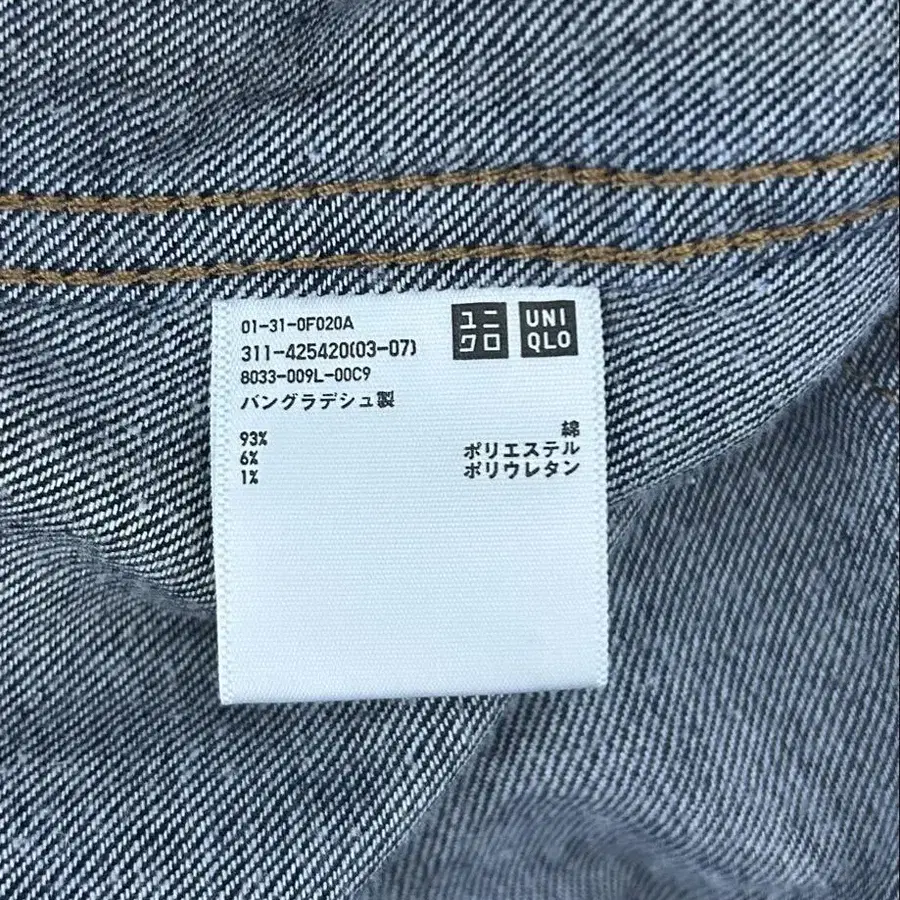 01-31-0F020A
ユニクロ UNIQLO
311-425420(03-07)
8033-009L-00C9
バングラデシュ製
93% 綿
6% ポリエステル
1% ポリウレタン